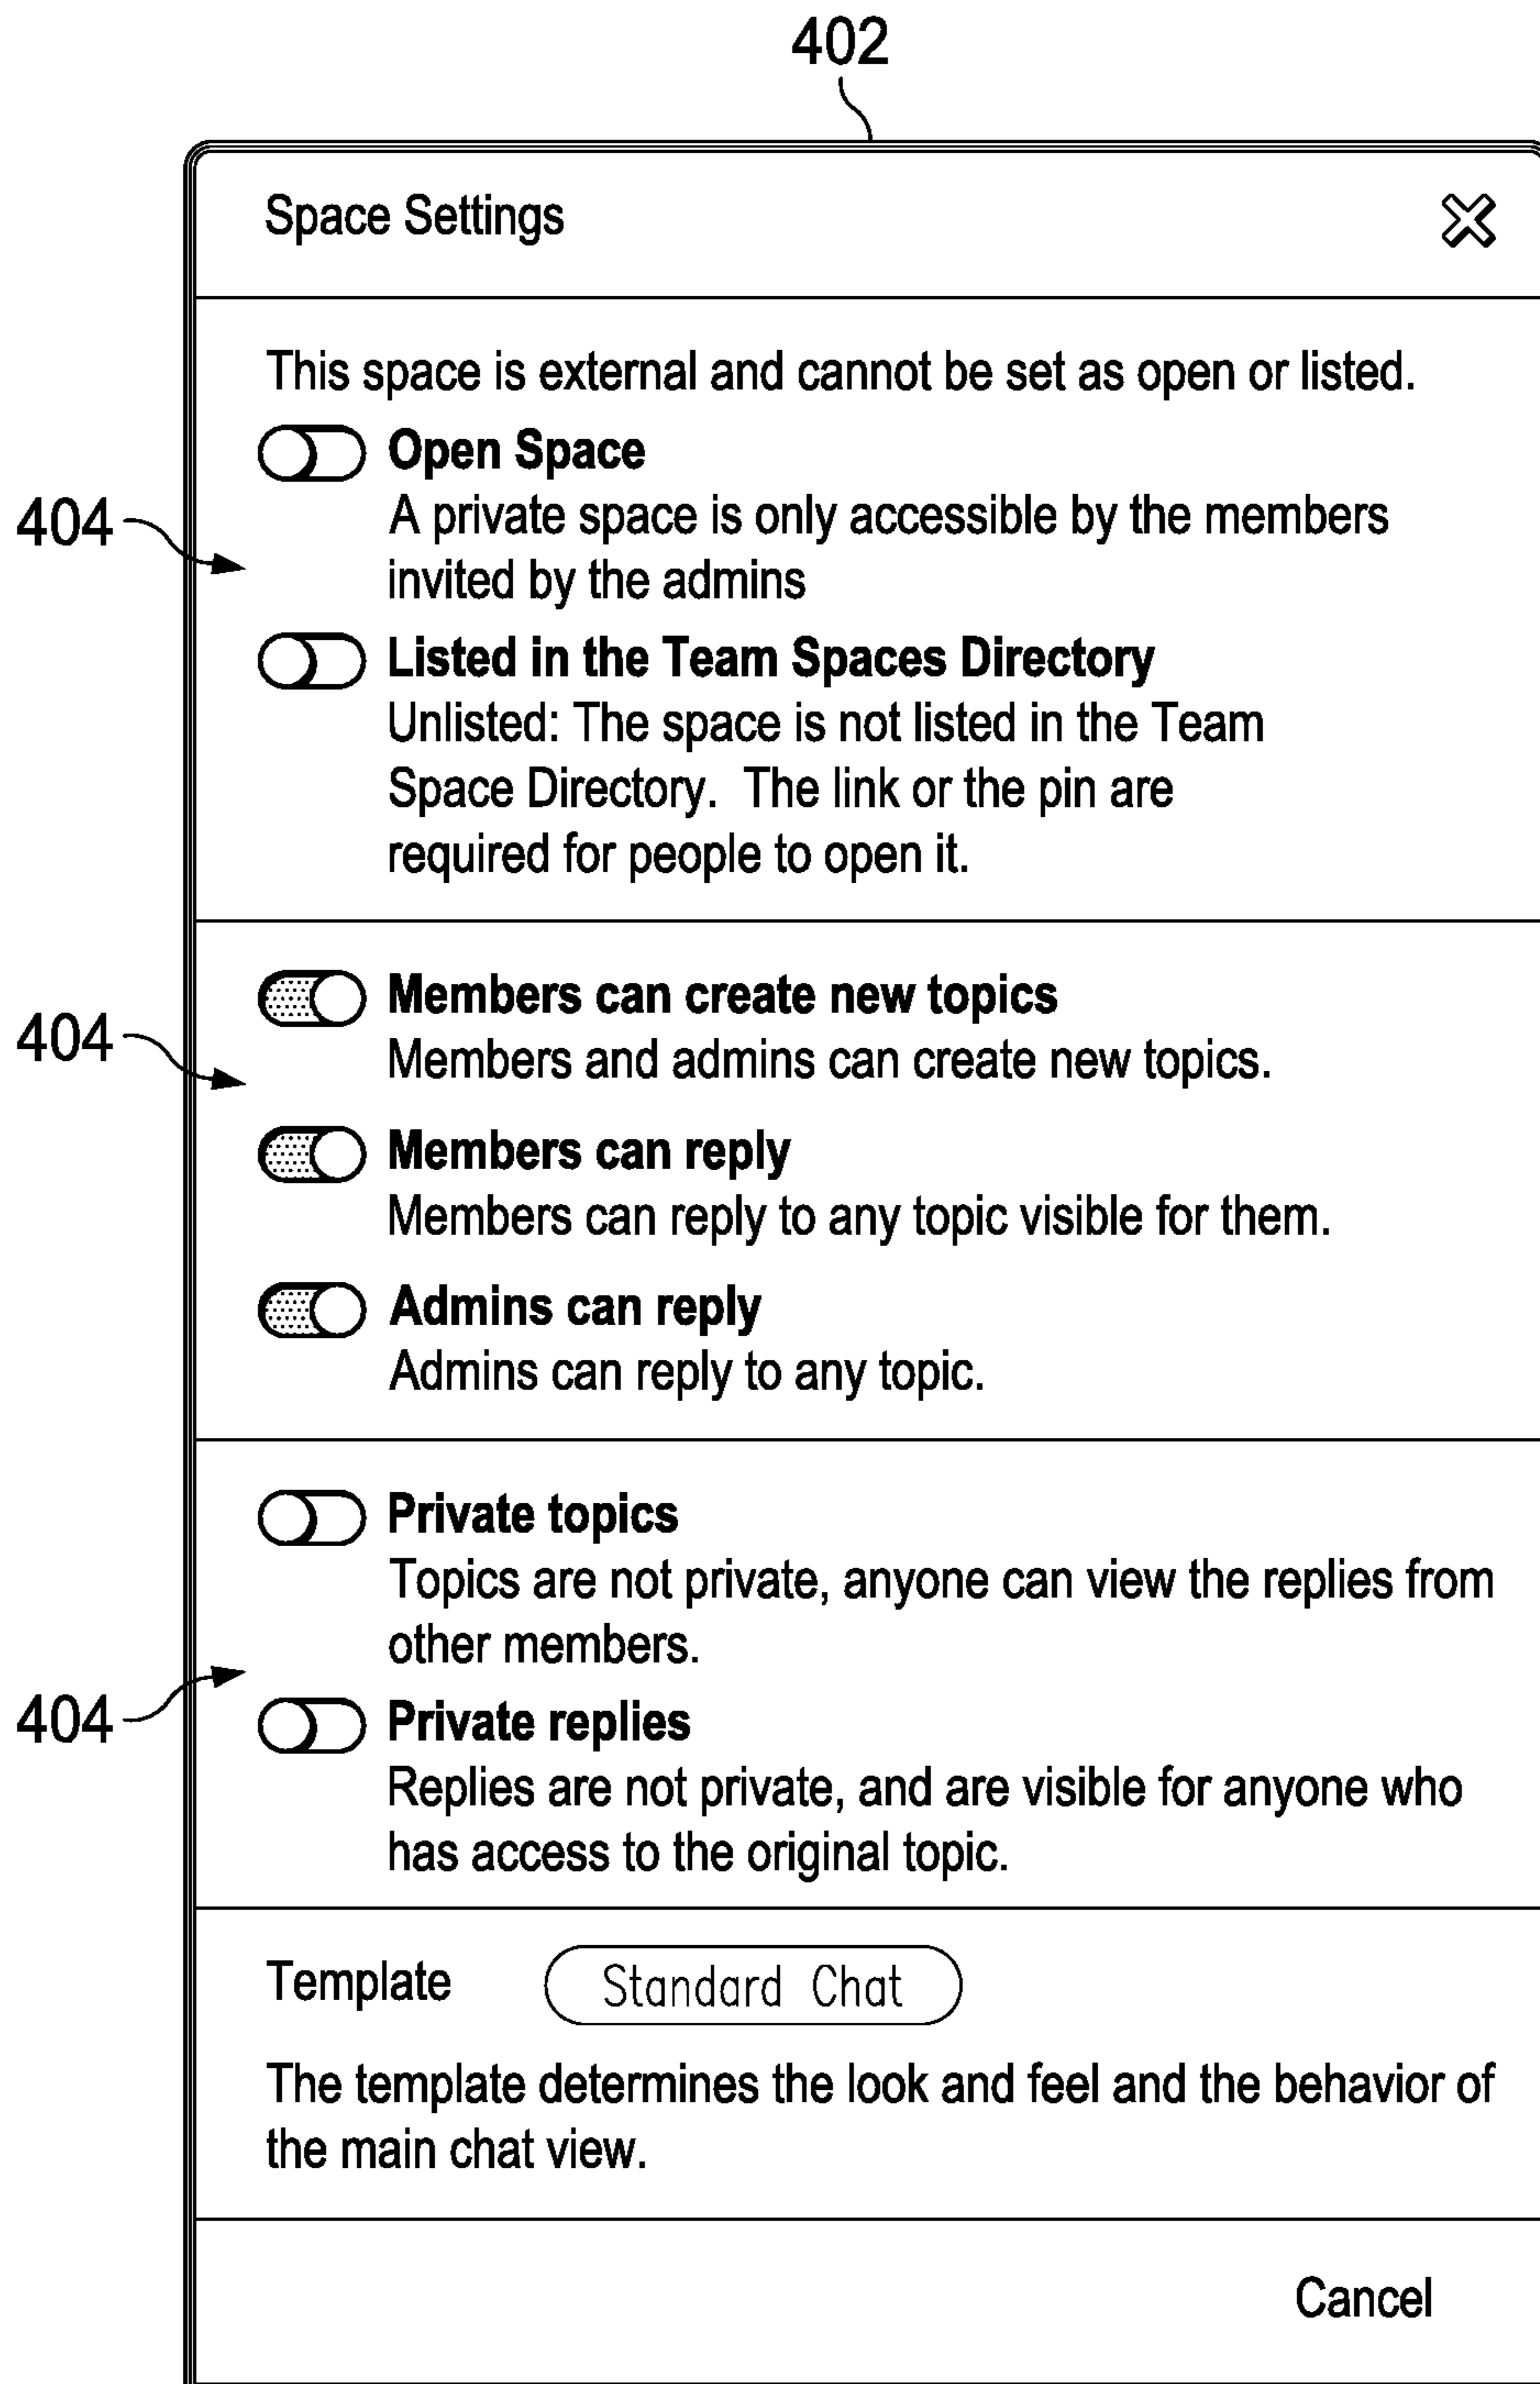 402
Space Settings
This space is external and cannot be set as open or listed.
Open Space
404
A private space is only accessible by the members
invited by the admins
Listed in the Team Spaces Directory
Unlisted: The space is not listed in the Team
Space Directory. The link or the pin are
required for people to open it.
Members can create new topics
404
Members and admins can create new topics.
Members can reply
Members can reply to any topic visible for them.
Admins can reply
Admins can reply to any topic.
Private topics
Topics are not private, anyone can view the replies from
other members.
404
Private replies
Replies are not private, and are visible for anyone who
has access to the original topic.
Template Standard Chat
The template determines the look and feel and the behavior of
the main chat view.
Cancel